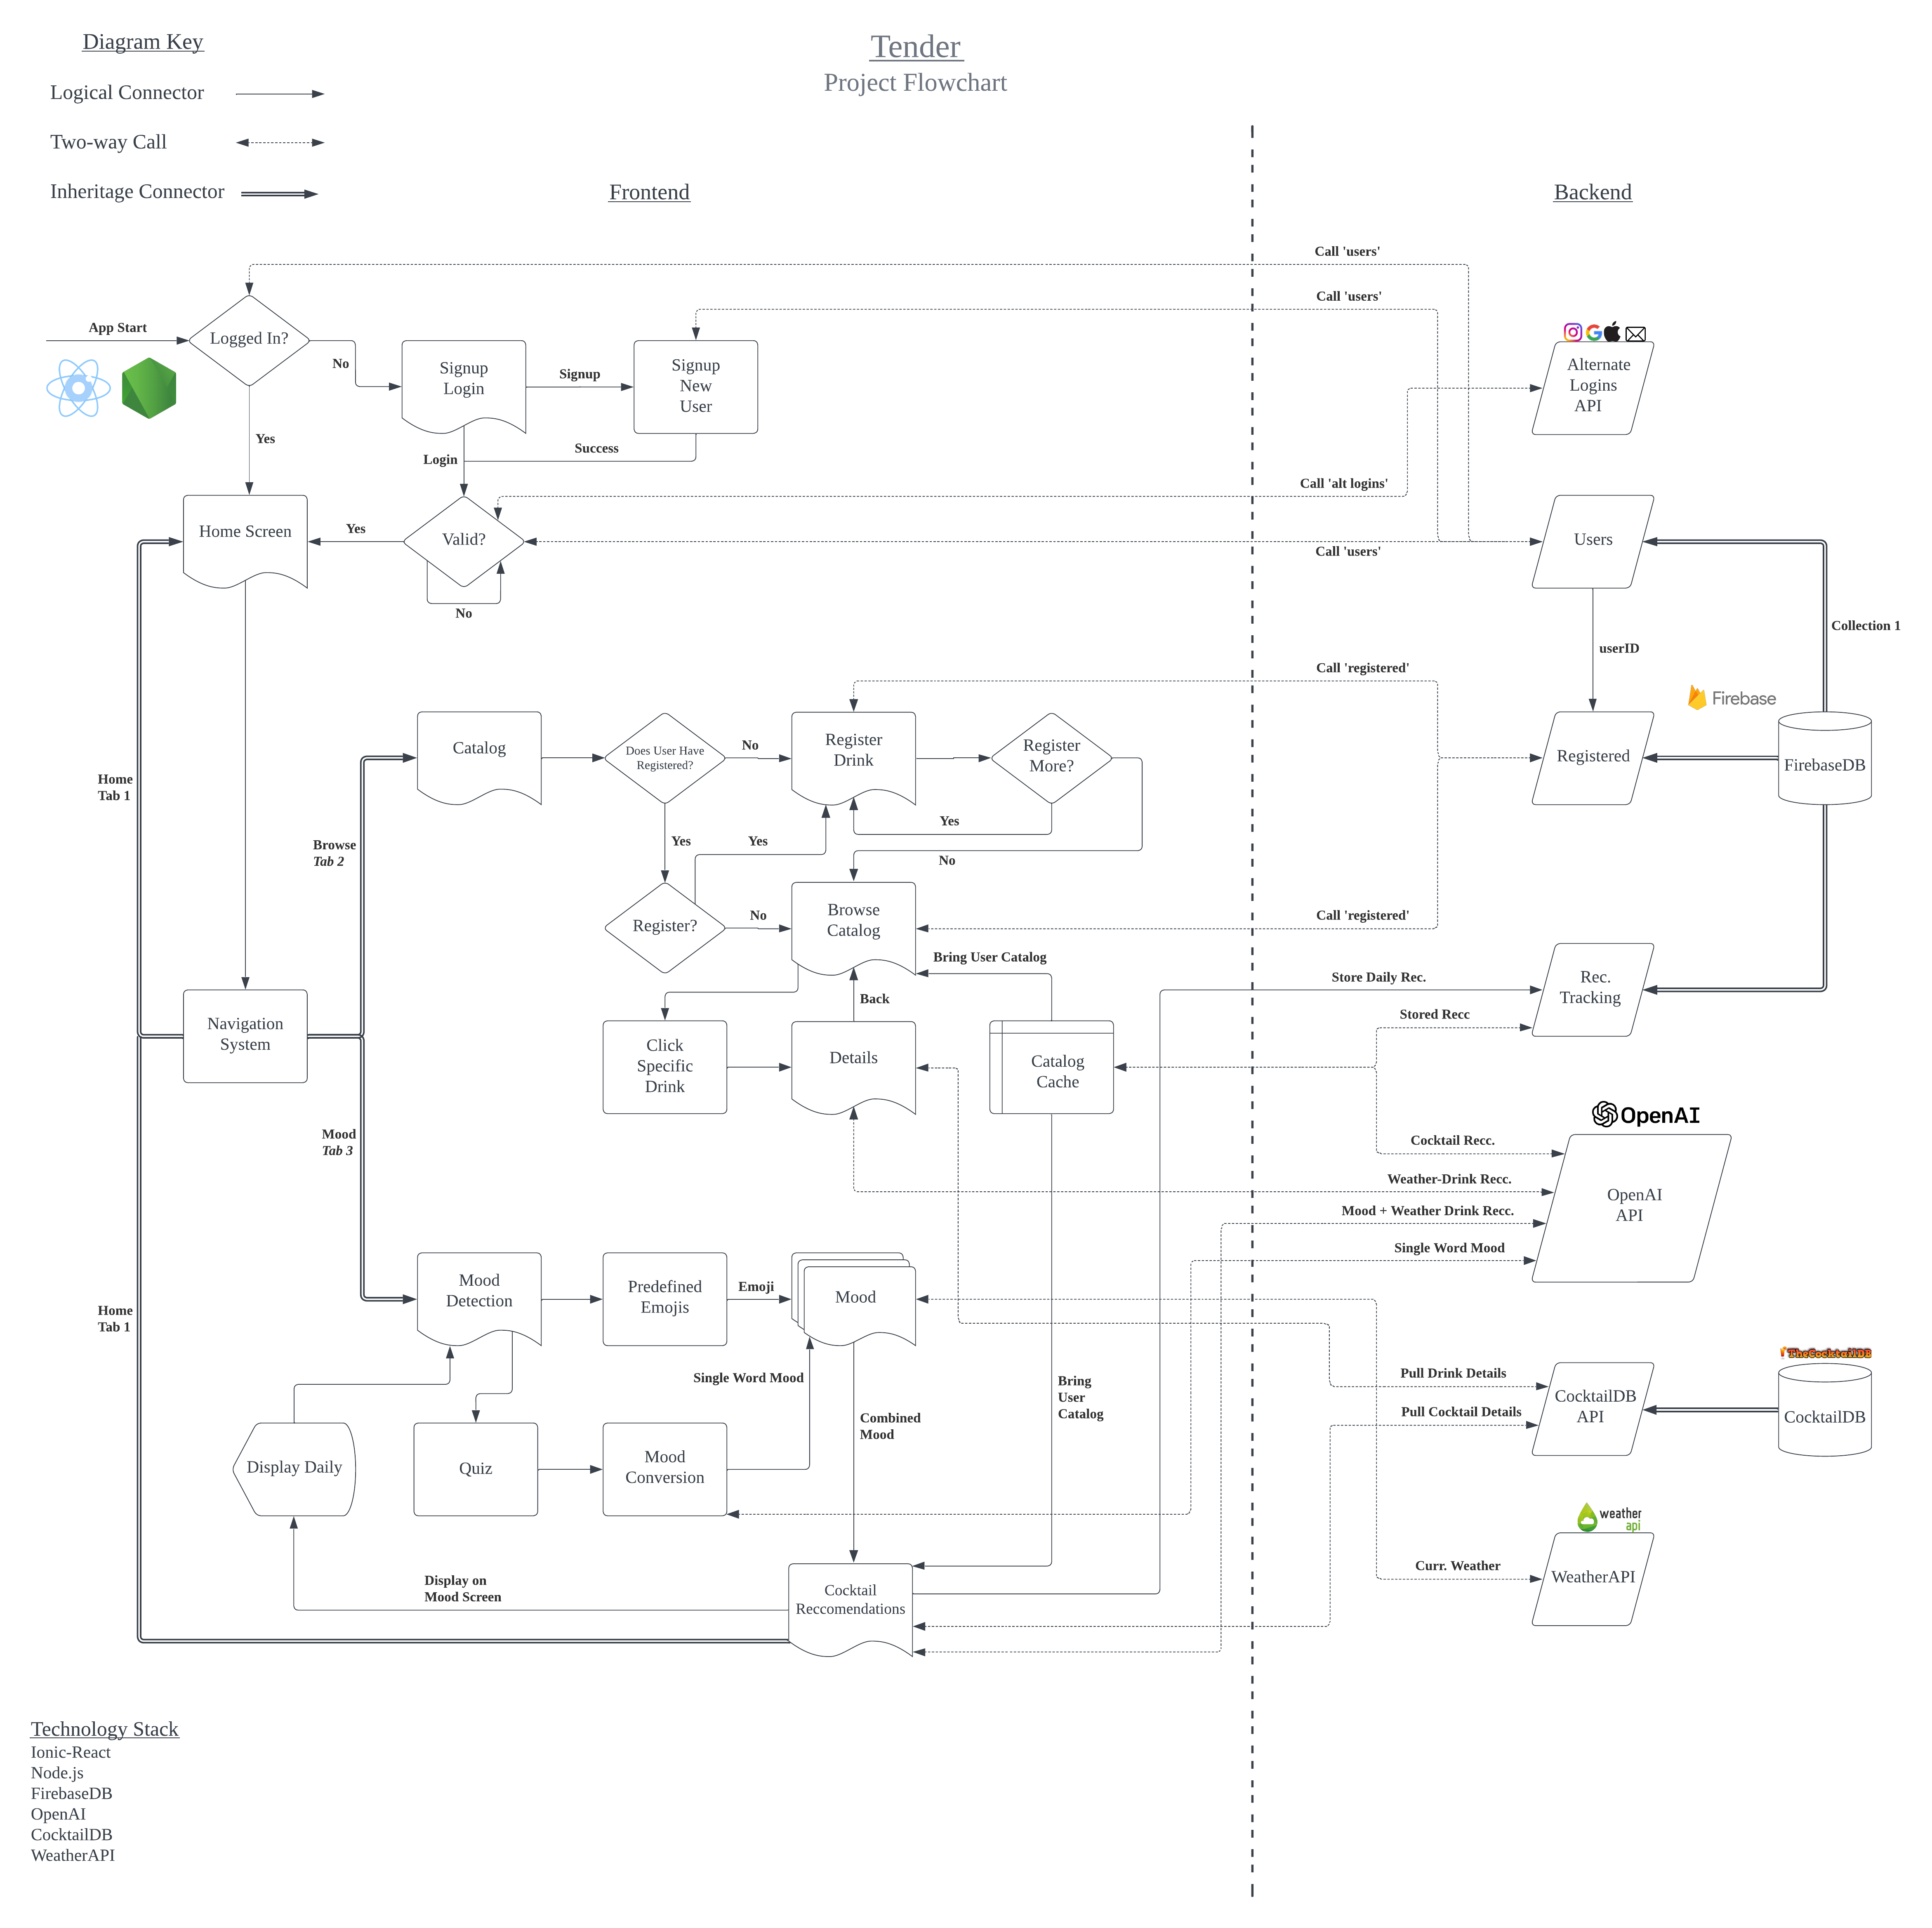 Diagram Key
Logical Connector
Two-way Call
Inheritage Connector
Tender
Project Flowchart
Frontend
Backend
Call 'users'
Call 'users'
App Start
Logged In?
No
Signup
Login
Signup
Signup
New
User
Alternate
Logins
API
Yes
Login
Success
Call 'alt logins'
Home Screen
Yes
Valid?
No
Call 'users'
Users
Collection 1
userID
Call 'registered'
Firebase
Catalog
Does User Have
Registered?
No
Register
Drink
Register
More?
Registered
FirebaseDB
Home
Tab 1
Browse
Tab 2
Yes
Yes
Yes
No
Register?
No
Browse
Catalog
Call 'registered'
Bring User Catalog
Store Daily Rec.
Rec.
Tracking
Back
Stored Recc
Navigation
System
Click
Specific
Drink
Details
Catalog
Cache
OpenAI
Mood
Tab 3
Cocktail Recc.
Weather-Drink Recc.
Mood + Weather Drink Recc.
Single Word Mood
OpenAI
API
Home
Tab 1
Mood
Detection
Predefined
Emojis
Emoji
Mood
Single Word Mood
TheCocktailDB
Bring
User
Catalog
Pull Drink Details
Pull Cocktail Details
CocktailDB
API
CocktailDB
Combined
Mood
Display Daily
Quiz
Mood
Conversion
weather
api
Curr. Weather
WeatherAPI
Display on
Mood Screen
Cocktail
Reccomendations
Technology Stack
Ionic-React
Node.js
FirebaseDB
OpenAI
CocktailDB
WeatherAPI